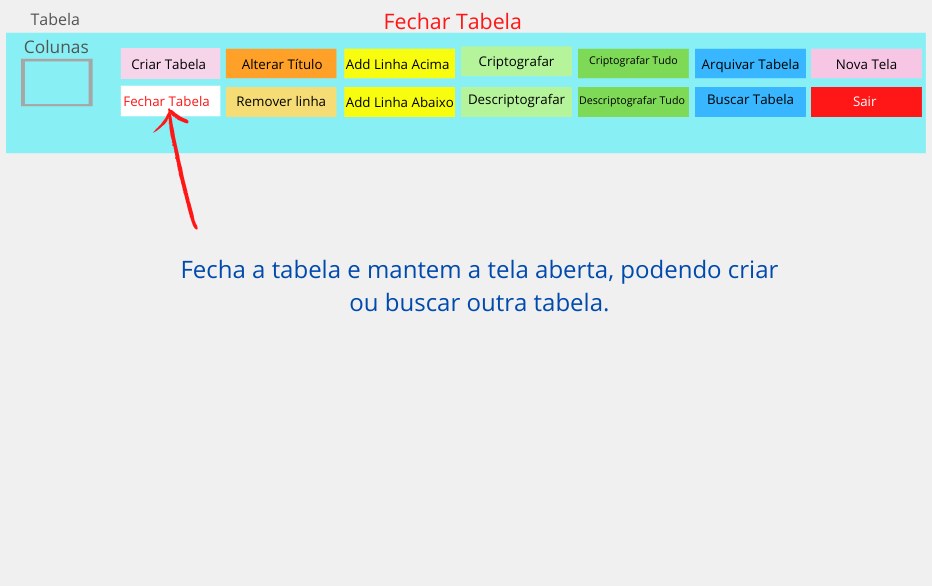 Tabela
Fechar Tabela
Colunas
Criar Tabela
Alterar Título
Add Linha Acima
Criptografar
Criptografar Tudo
Arquivar Tabela
Nova Tela
Fechar Tabela
Remover linha
Add Linha Abaixo
Descriptografar
Descriptografar Tudo
Buscar Tabela
Sair
Fecha a tabela e mantem a tela aberta, podendo criar
ou buscar outra tabela.